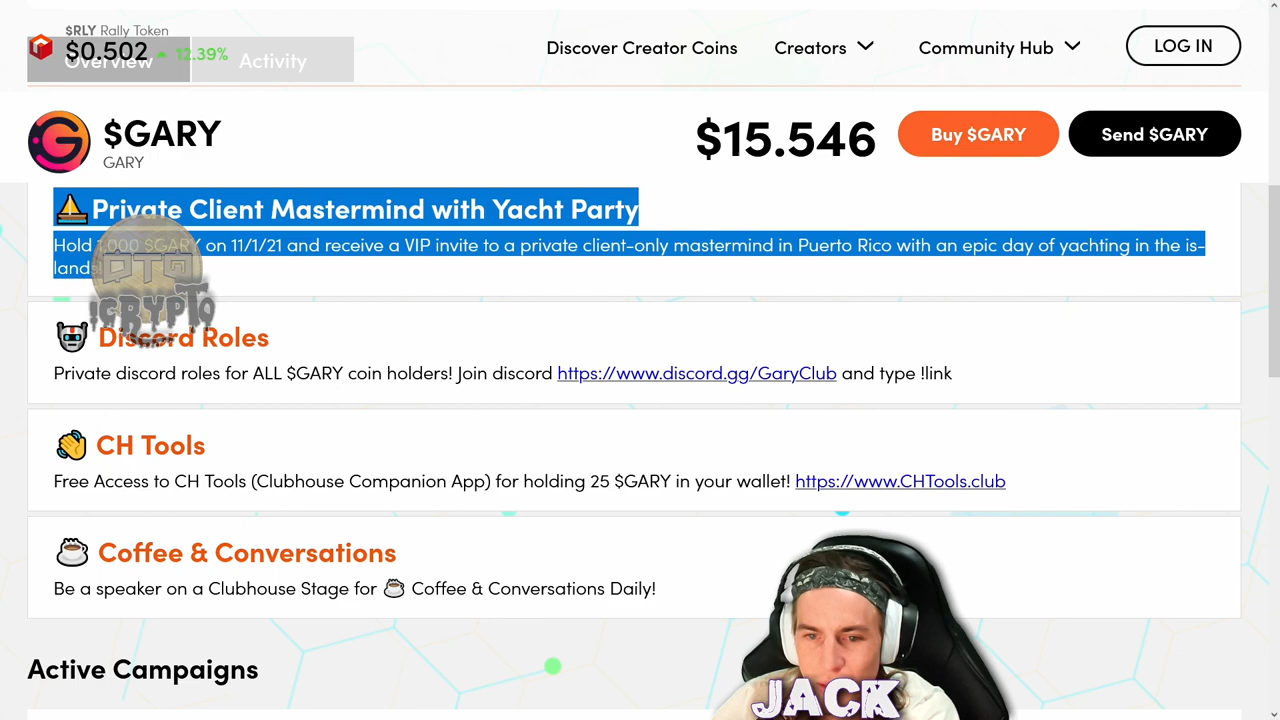 $RLY Rally Token
$0.502 12.39%
Overview Activity
Discover Creator Coins Creators Community Hub LOG IN
$GARY
GARY
$15.546 Buy $GARY Send $GARY
Private Client Mastermind with Yacht Party
Hold 1,000 $GARY on 11/1/21 and receive a VIP invite to a private client-only mastermind in Puerto Rico with an epic day of yachting in the is-
lands
Discord Roles
Private discord roles for ALL $GARY coin holders! Join discord https://www.discord.gg/GaryClub and type !link
CH Tools
Free Access to CH Tools (Clubhouse Companion App) for holding 25 $GARY in your wallet! https://www.CHTools.club
Coffee & Conversations
Be a speaker on a Clubhouse Stage for ☕ Coffee & Conversations Daily!
Active Campaigns
JACK